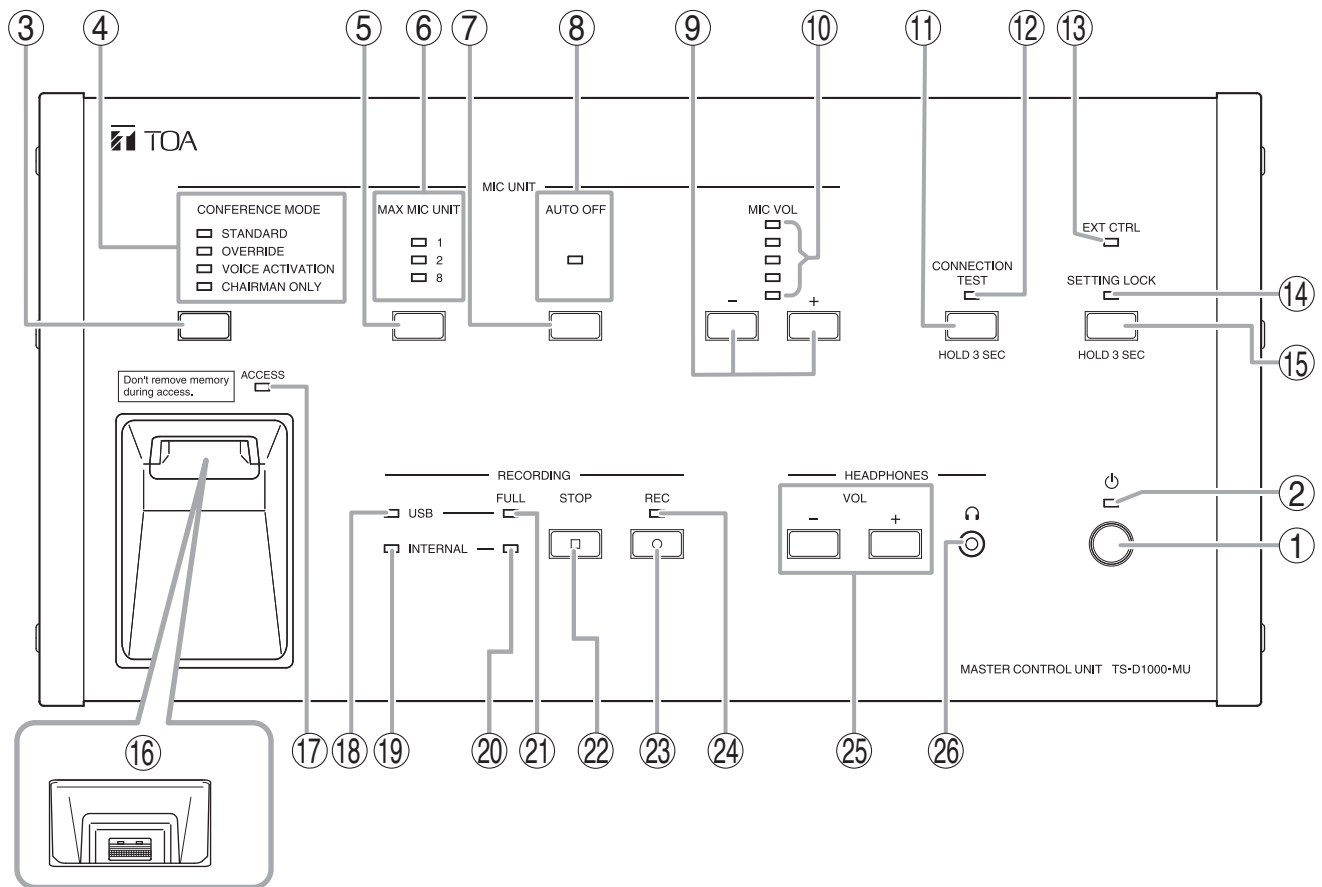 ③ ④ ⑤ ⑥ ⑦ ⑧ ⑨ ⑩ ⑪ ⑫ ⑬
TOA
MIC UNIT
CONFERENCE MODE
STANDARD
OVERRIDE
VOICE ACTIVATION
CHAIRMAN ONLY
MAX MIC UNIT
1
2
8
AUTO OFF
MIC VOL
− +
CONNECTION
TEST
HOLD 3 SEC
EXT CTRL
SETTING LOCK
HOLD 3 SEC
⑭
⑮
Don't remove memory
during access.
ACCESS
RECORDING
USB
FULL
INTERNAL
STOP
REC
HEADPHONES
VOL
− +
②
①
MASTER CONTROL UNIT TS-D1000-MU
⑯ ⑰ ⑱ ⑲ ⑳ ㉑ ㉒ ㉓ ㉔ ㉕ ㉖